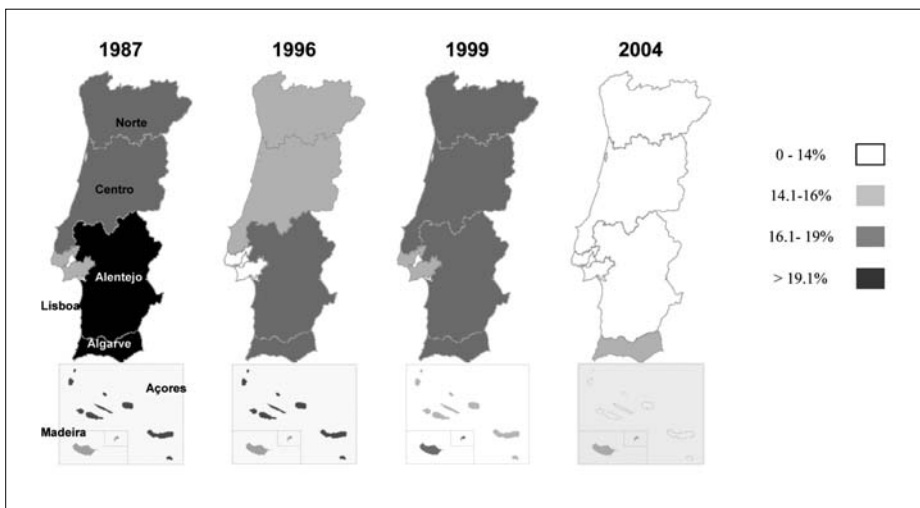 1987 1996 1999 2004
Norte
Centro
Alentejo
Lisboa
Algarve
Açores
Madeira
0 - 14%
14.1-16%
16.1- 19%
> 19.1%